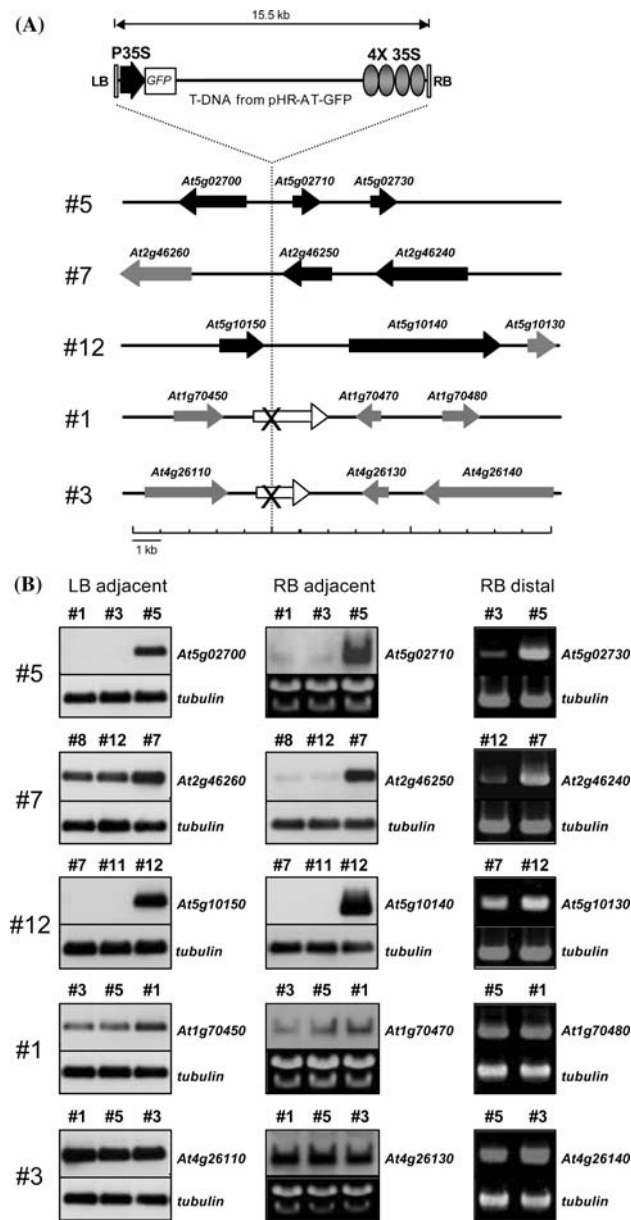 (A)
15.5 kb
P35S
4X 35S
LB
GFP
RB
T-DNA from pHR-AT-GFP
#5
At5g02700
At5g02710
At5g02730
#7
At2g46260
At2g46250
At2g46240
#12
At5g10150
At5g10140
At5g10130
#1
At1g70450
X
At1g70470
At1g70480
#3
At4g26110
X
At4g26130
At4g26140
1 kb
(B)
LB adjacent
RB adjacent
RB distal
#1 #3 #5
#1 #3 #5
#3 #5
#5
At5g02700
At5g02710
At5g02730
tubulin
tubulin
#8 #12 #7
#8 #12 #7
#12 #7
#7
At2g46260
At2g46250
At2g46240
tubulin
tubulin
tubulin
#7 #11 #12
#7 #11 #12
#7 #12
#12
At5g10150
At5g10140
At5g10130
tubulin
tubulin
tubulin
#3 #5 #1
#3 #5 #1
#5 #1
#1
At1g70450
At1g70470
At1g70480
tubulin
tubulin
#1 #5 #3
#1 #5 #3
#5 #3
#3
At4g26110
At4g26130
At4g26140
tubulin
tubulin